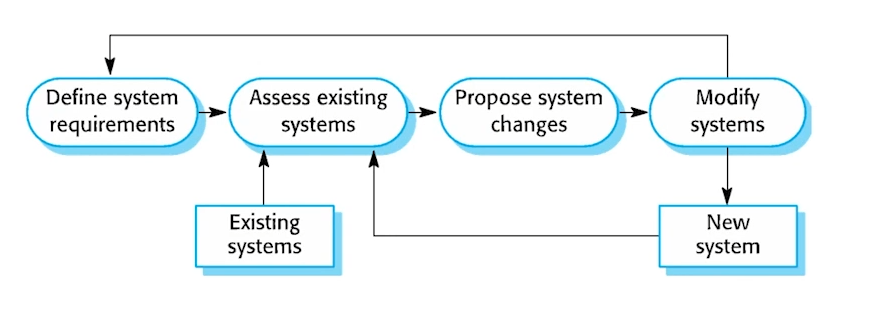 Define system
requirements
Assess existing
systems
Propose system
changes
Modify
systems
Existing
systems
New
system